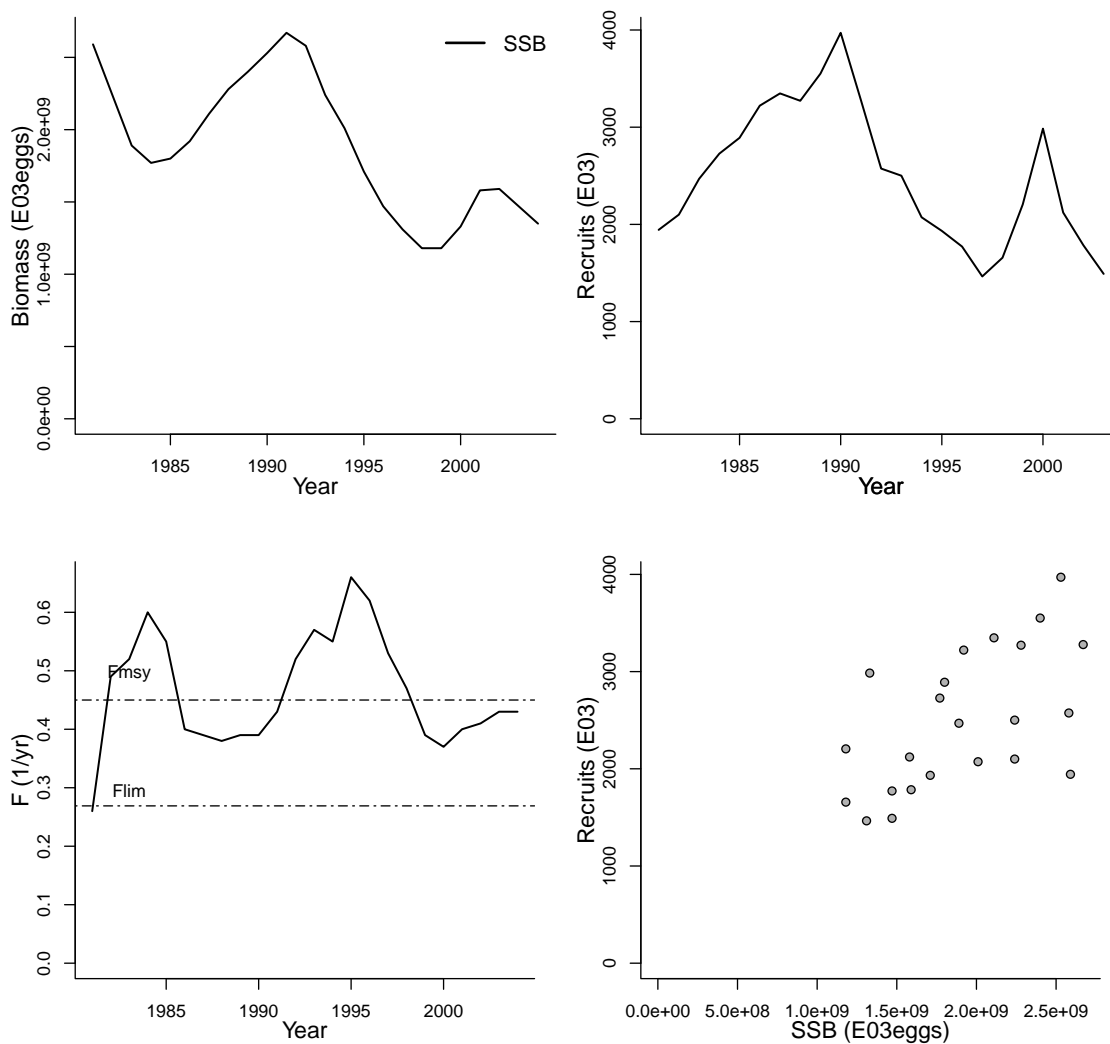 SSB
Biomass (E03eggs)
0.0e+00
1.0e+09
2.0e+09
1985
1990
1995
2000
Year
Recruits (E03)
0
1000
2000
3000
4000
1985
1990
1995
2000
Year
F (1/yr)
0.0
0.1
0.2
0.3
0.4
0.5
0.6
Fmsy
Flim
1985
1990
1995
2000
Year
Recruits (E03)
0
1000
2000
3000
4000
0.0e+00
5.0e+08
1.0e+09
1.5e+09
2.0e+09
2.5e+09
SSB (E03eggs)